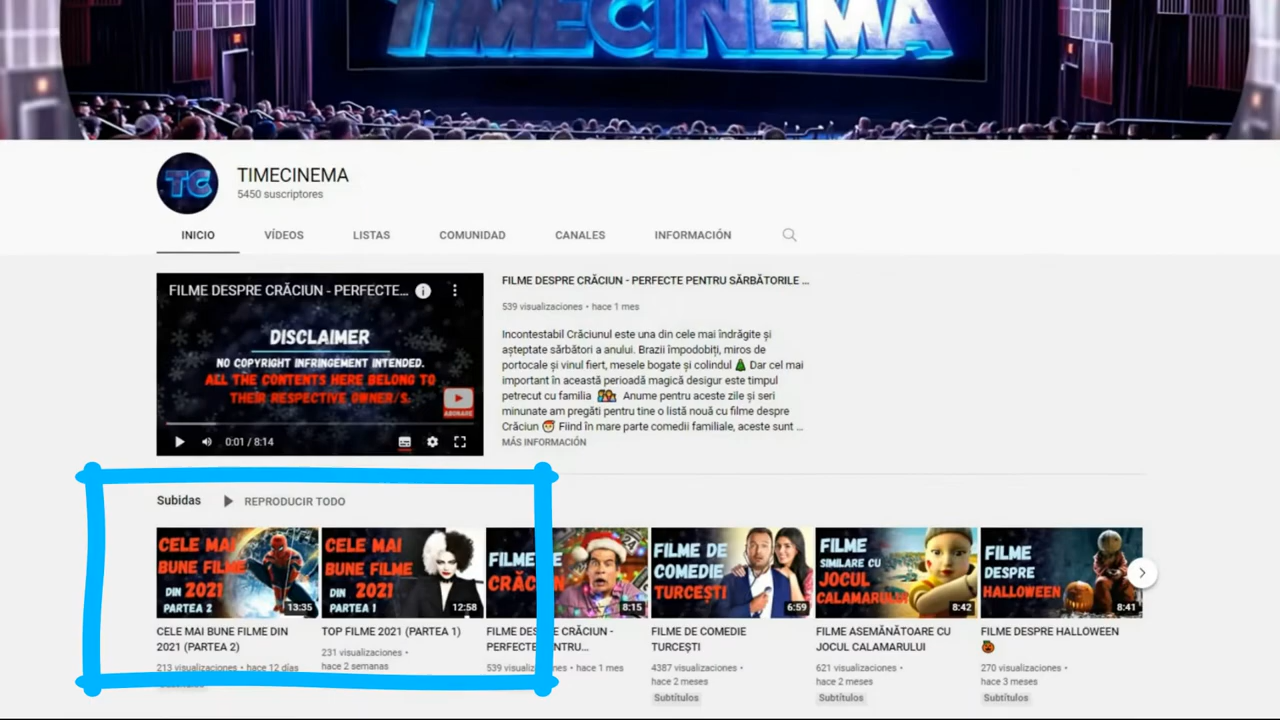 TIMECINEMA
TC
TIMECINEMA
5450 suscriptores
INICIO
VÍDEOS
LISTAS
COMUNIDAD
CANALES
INFORMACIÓN
FILME DESPRE CRĂCIUN - PERFECTE...
DISCLAIMER
NO COPYRIGHT INFRINGEMENT INTENDED.
ALL THE CONTENTS HERE BELONG TO
THEIR RESPECTIVE OWNER/S.
ABONARE
0:01 / 8:14
FILME DESPRE CRĂCIUN - PERFECTE PENTRU SĂRBĂTORILE ...
539 visualizaciones • hace 1 mes
Incontestabil Crăciunul este una din cele mai îndrăgite și
așteptate sărbători a anului. Brazii împodobiți, miros de
portocale și vinul fiert, mesele bogate și colindul 🎄 Dar cel mai
important în această perioadă magică desigur este timpul
petrecut cu familia 👨‍👩‍👧‍👦 Anume pentru aceste zile și seri
minunate am pregăti pentru tine o listă nouă cu filme despre
Crăciun 🎅 Fiind în mare parte comedii familiale, aceste sunt ...
MÁS INFORMACIÓN
Subidas
REPRODUCIR TODO
CELE MAI
BUNE FILME
DIN 2021
PARTEA 2
13:35
CELE MAI BUNE FILME DIN
2021 (PARTEA 2)
213 visualizaciones • hace 12 días
CELE MAI
BUNE FILME
DIN 2021
PARTEA 1
12:58
TOP FILME 2021 (PARTEA 1)
231 visualizaciones •
hace 2 semanas
FILME
8:15
FILME CRĂCIUN -
PERFECTE
539 • hace 1 mes
FILME DE
COMEDIE
TURCEȘTI
6:59
FILME DE COMEDIE
TURCEȘTI
4387 visualizaciones •
hace 2 meses
Subtítulos
FILME
SIMILARE CU
JOCUL
CALAMARULUI
8:42
FILME ASEMĂNĂTOARE CU
JOCUL CALAMARULUI
621 visualizaciones •
hace 2 meses
Subtítulos
FILME
DESPRE
HALLOWEEN
8:41
FILME DESPRE HALLOWEEN
🎃
270 visualizaciones •
hace 3 meses
Subtítulos